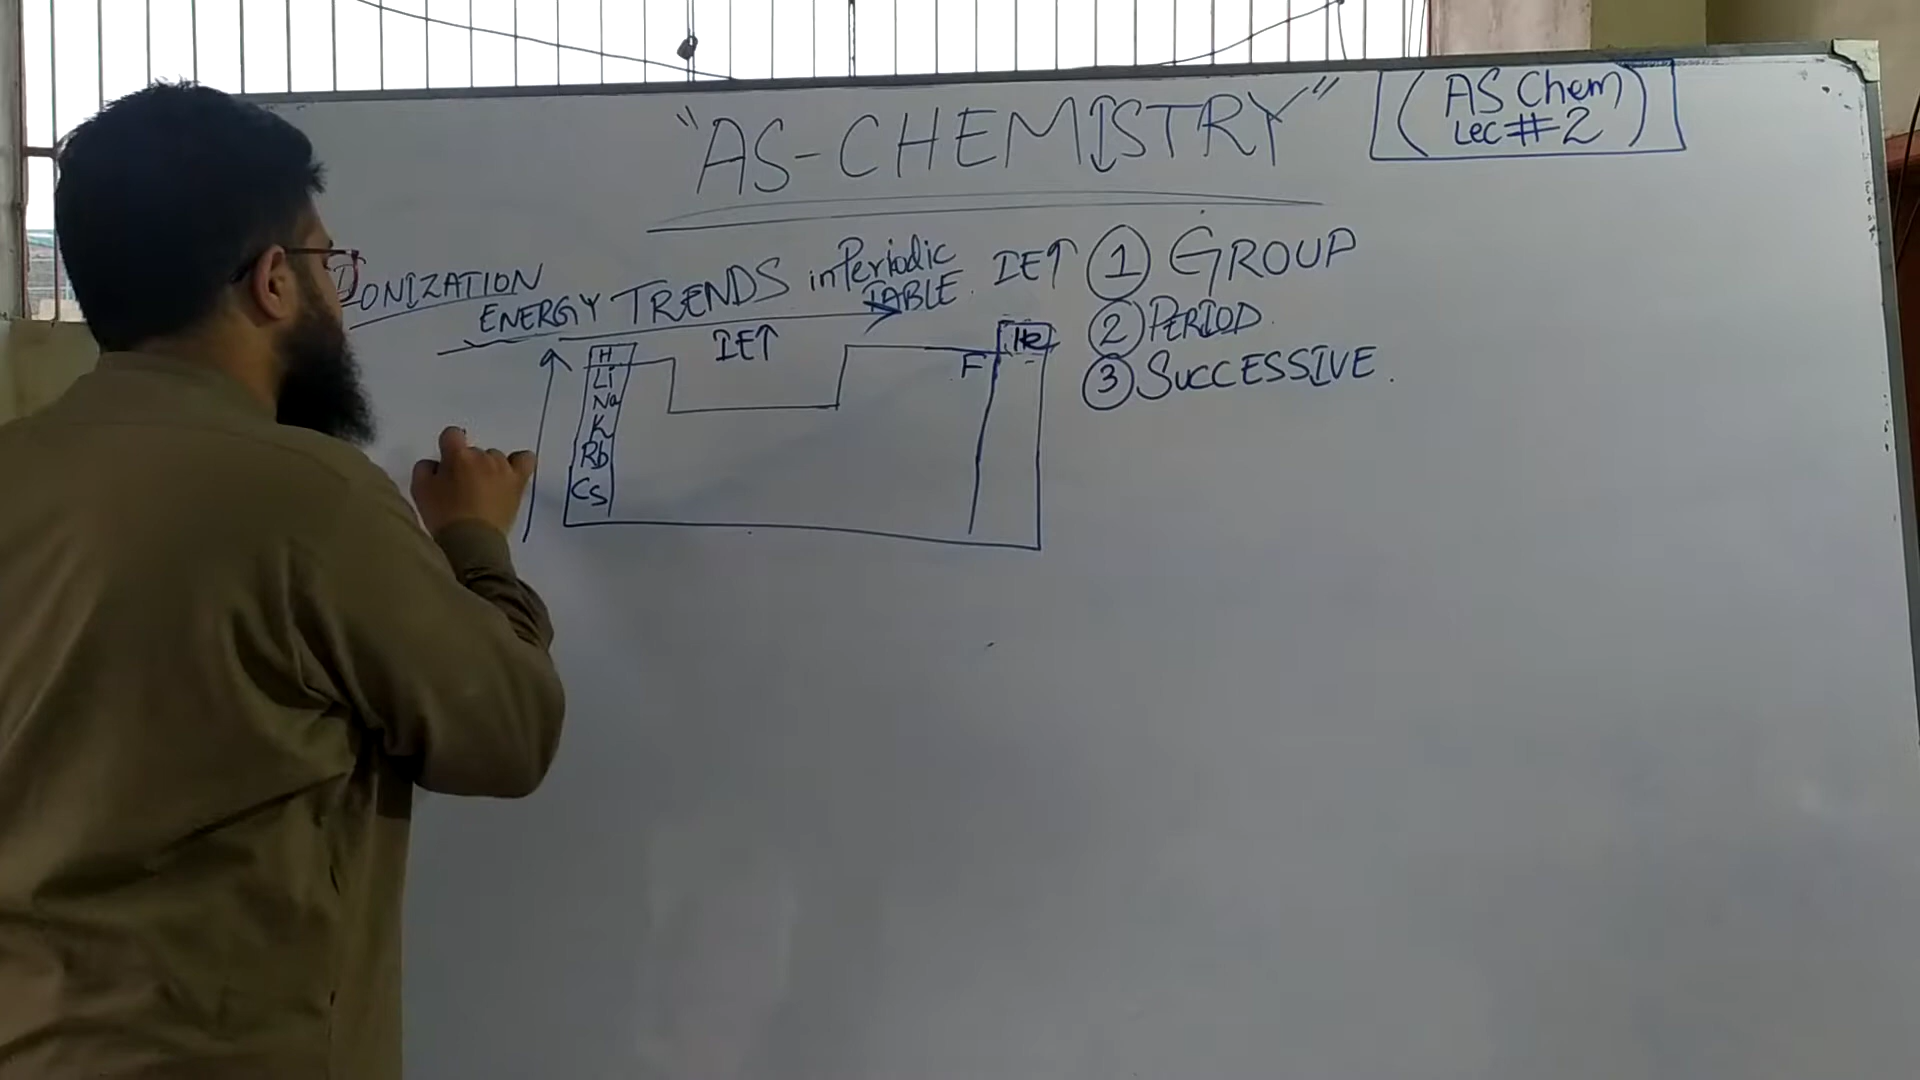 "AS-CHEMISTRY"
(AS Chem
Lec #2)
IONIZATION
ENERGY TRENDS in Periodic
TABLE. IE↑
① GROUP
② PERIOD
③ SUCCESSIVE.
IE↑
H
Li
Na
K
Rb
Cs
F
He